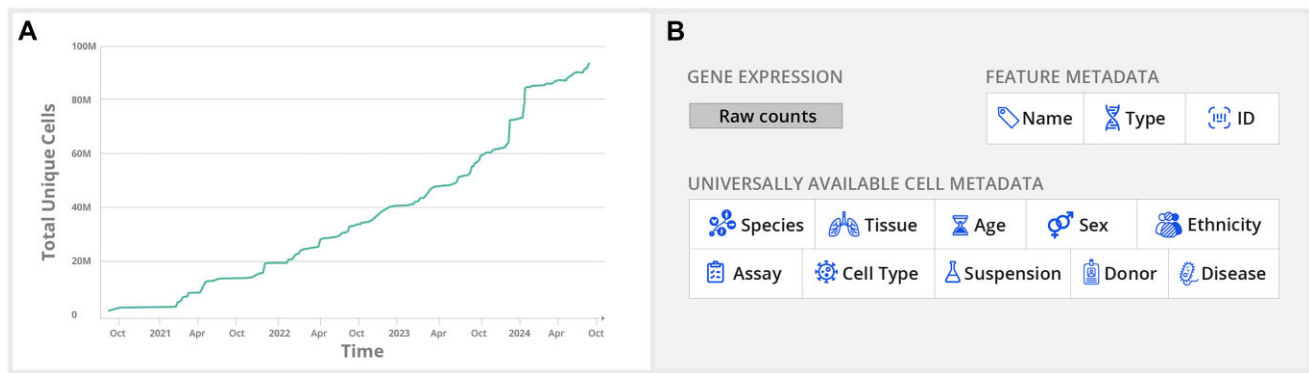 A
100M
80M
60M
40M
20M
0
Total Unique Cells
Oct 2021 Apr Oct 2022 Apr Oct 2023 Apr Oct 2024 Apr Oct
Time
B
GENE EXPRESSION
Raw counts
FEATURE METADATA
Name Type ID
UNIVERSALLY AVAILABLE CELL METADATA
Species Tissue Age Sex Ethnicity
Assay Cell Type Suspension Donor Disease